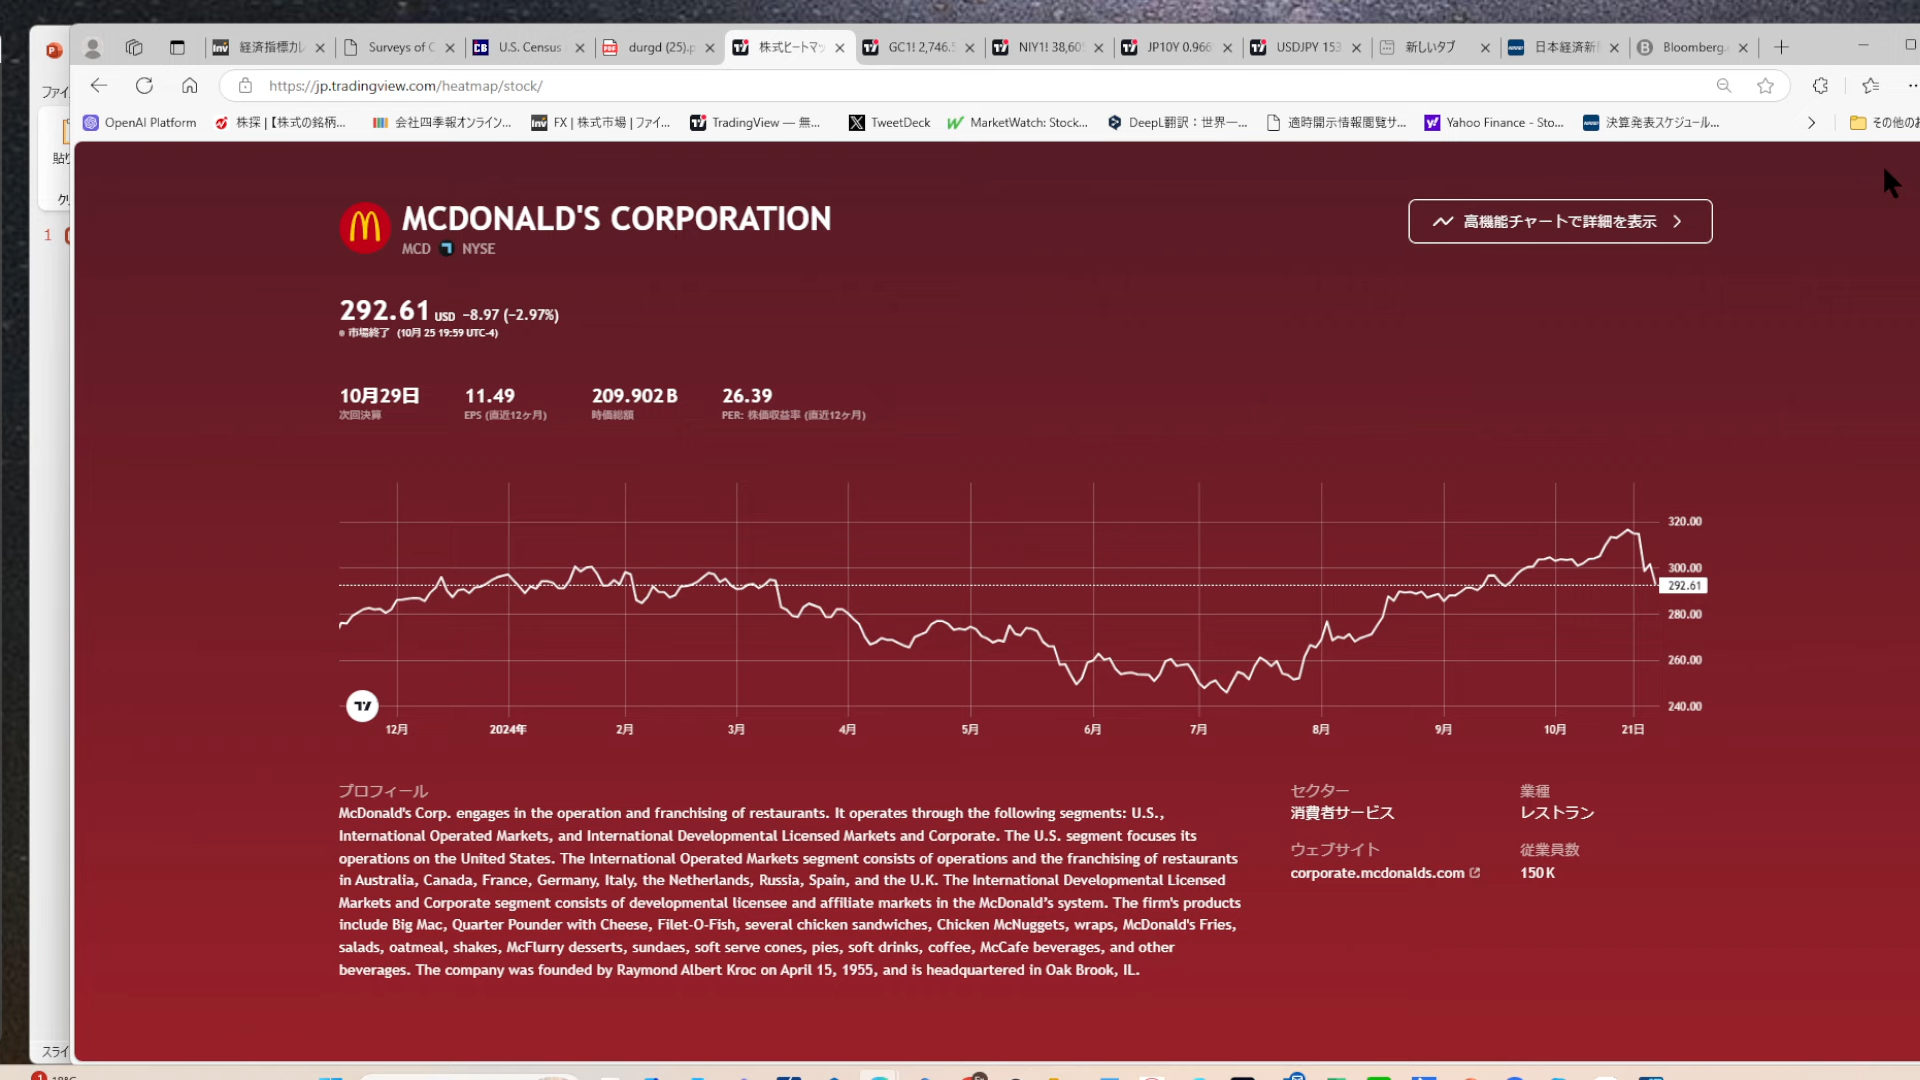 経済指標カレ
Surveys of C
U.S. Census
durgd (25).p
株式ヒートマッ
GC1! 2,746.5
NIY1! 38,60
JP10Y 0.966
USDJPY 153
新しいタブ
日本経済新
Bloomberg.
ファイ
https://jp.tradingview.com/heatmap/stock/
OpenAI Platform
株探 | 【株式の銘柄...
会社四季報オンライン...
FX | 株式市場 | ファイ...
TradingView — 無...
TweetDeck
MarketWatch: Stock...
DeepL翻訳：世界一...
適時開示情報閲覧サ...
Yahoo Finance - Sto...
決算発表スケジュール...
その他のお
貼り
クリ
1
MCDONALD'S CORPORATION
MCD NYSE
高機能チャートで詳細を表示
292.61 USD −8.97 (−2.97%)
市場終了 (10月 25 19:59 UTC-4)
10月29日 11.49 209.902 B 26.39
次回決算 EPS (直近12ヶ月) 時価総額 PER: 株価収益率 (直近12ヶ月)
320.00
300.00
292.61
280.00
260.00
240.00
12月 2024年 2月 3月 4月 5月 6月 7月 8月 9月 10月 21日
プロフィール
McDonald's Corp. engages in the operation and franchising of restaurants. It operates through the following segments: U.S.,
International Operated Markets, and International Developmental Licensed Markets and Corporate. The U.S. segment focuses its
operations on the United States. The International Operated Markets segment consists of operations and the franchising of restaurants
in Australia, Canada, France, Germany, Italy, the Netherlands, Russia, Spain, and the U.K. The International Developmental Licensed
Markets and Corporate segment consists of developmental licensee and affiliate markets in the McDonald's system. The firm's products
include Big Mac, Quarter Pounder with Cheese, Filet-O-Fish, several chicken sandwiches, Chicken McNuggets, wraps, McDonald's Fries,
salads, oatmeal, shakes, McFlurry desserts, sundaes, soft serve cones, pies, soft drinks, coffee, McCafe beverages, and other
beverages. The company was founded by Raymond Albert Kroc on April 15, 1955, and is headquartered in Oak Brook, IL.
セクター 業種
消費者サービス レストラン
ウェブサイト 従業員数
corporate.mcdonalds.com 150 K
スライ